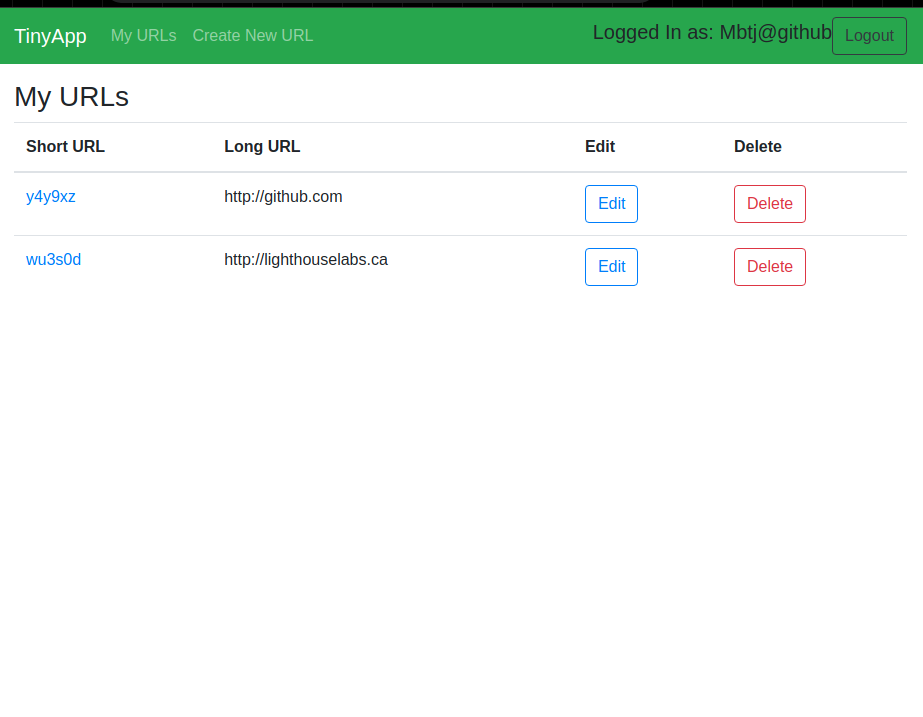 TinyApp My URLs Create New URL Logged In as: Mbtj@github Logout
My URLs
Short URL Long URL Edit Delete
y4y9xz http://github.com Edit Delete
wu3s0d http://lighthouselabs.ca Edit Delete